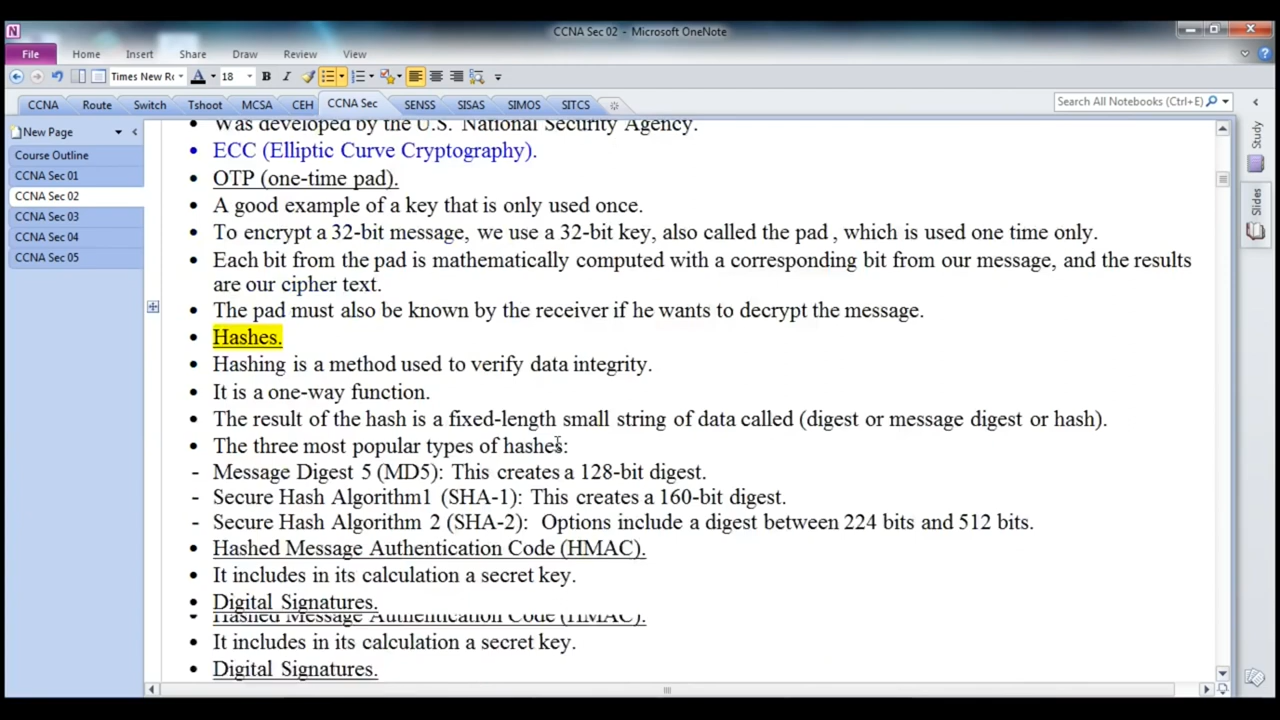 CCNA Sec 02 - Microsoft OneNote
File Home Insert Share Draw Review View
Times New Ro 18 B I
CCNA Route Switch Tshoot MCSA CEH CCNA Sec SENSS SISAS SIMOS SITCS Search All Notebooks (Ctrl+E)
New Page
Course Outline
CCNA Sec 01
CCNA Sec 02
CCNA Sec 03
CCNA Sec 04
CCNA Sec 05
Study
Slides
• Was developed by the U.S. National Security Agency.
• ECC (Elliptic Curve Cryptography).
• OTP (one-time pad).
• A good example of a key that is only used once.
• To encrypt a 32-bit message, we use a 32-bit key, also called the pad , which is used one time only.
• Each bit from the pad is mathematically computed with a corresponding bit from our message, and the results
are our cipher text.
• The pad must also be known by the receiver if he wants to decrypt the message.
• Hashes.
• Hashing is a method used to verify data integrity.
• It is a one-way function.
• The result of the hash is a fixed-length small string of data called (digest or message digest or hash).
• The three most popular types of hashes:
- Message Digest 5 (MD5): This creates a 128-bit digest.
- Secure Hash Algorithm1 (SHA-1): This creates a 160-bit digest.
- Secure Hash Algorithm 2 (SHA-2): Options include a digest between 224 bits and 512 bits.
• Hashed Message Authentication Code (HMAC).
• It includes in its calculation a secret key.
• Digital Signatures.
• Hashed Message Authentication Code (HMAC).
• It includes in its calculation a secret key.
• Digital Signatures.